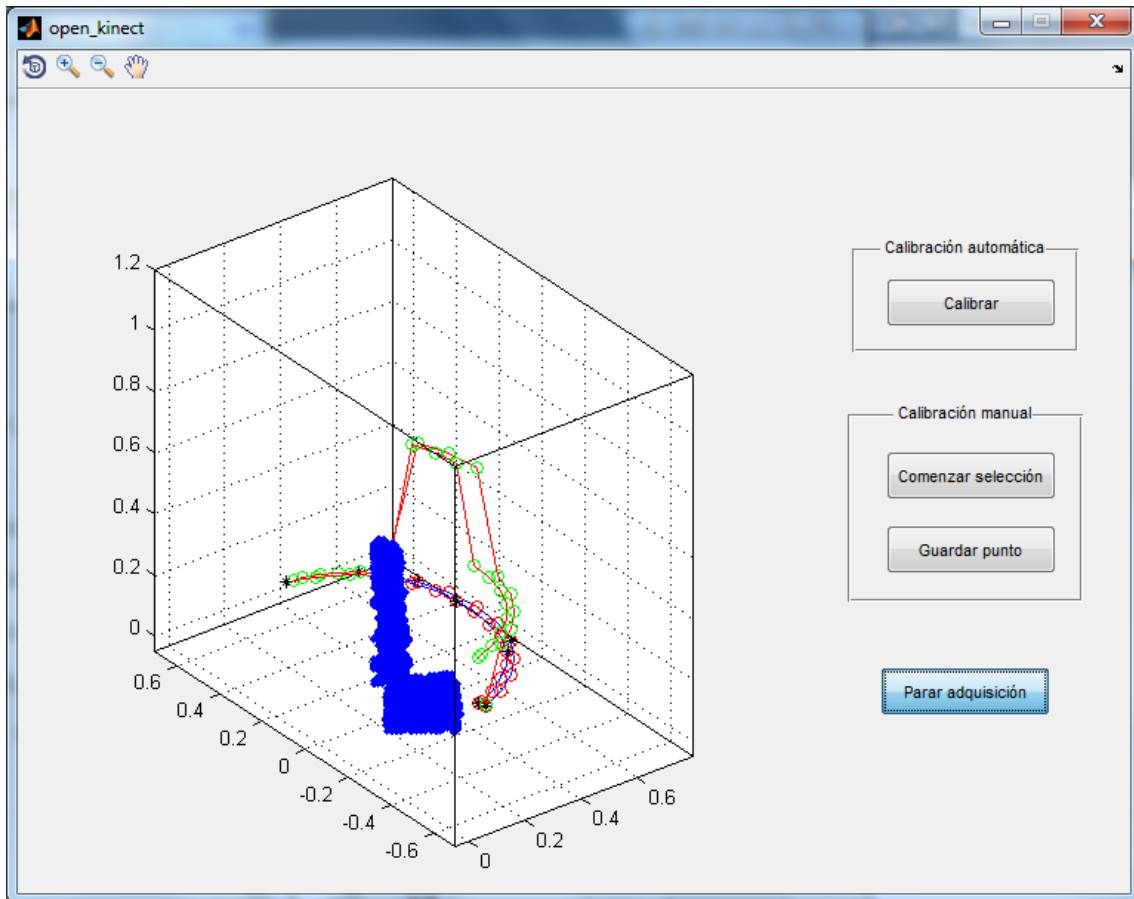 open_kinect
Calibración automática
Calibrar
Calibración manual
Comenzar selección
Guardar punto
Parar adquisición
1.2
1
0.8
0.6
0.4
0.2
0
0.6
0.4
0.2
0
-0.2
-0.4
-0.6
0
0.2
0.4
0.6